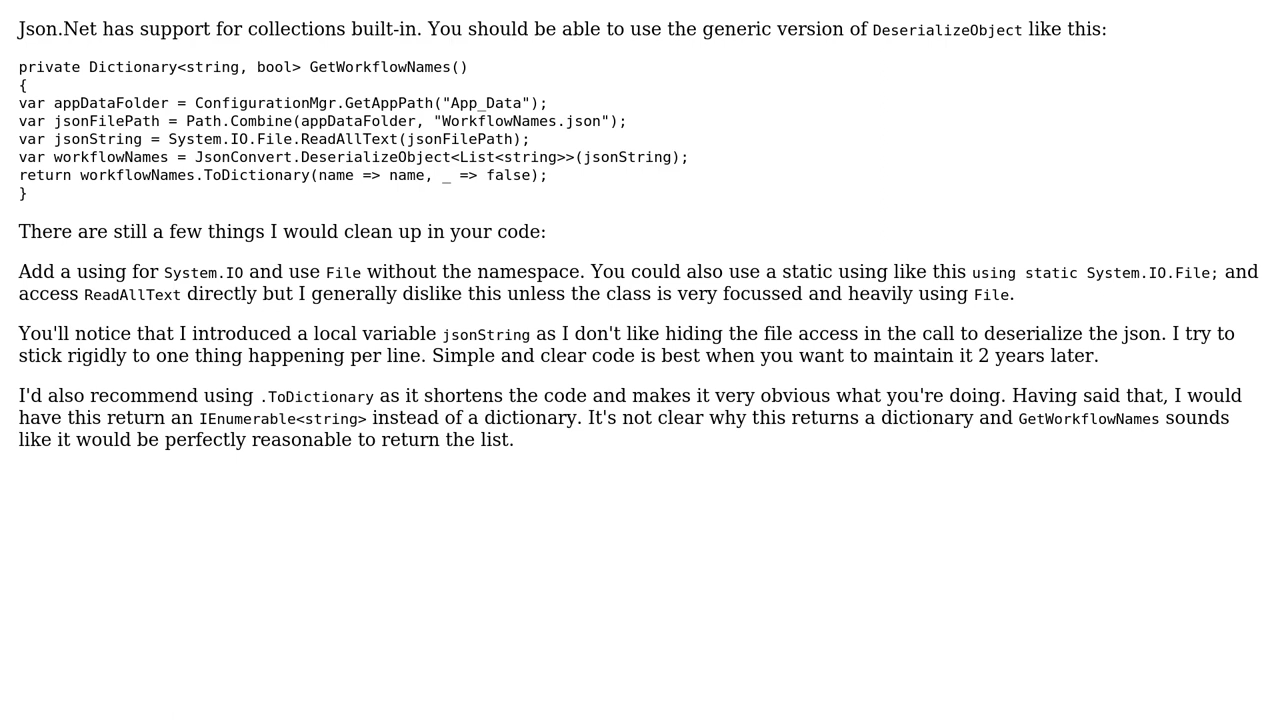 Json.Net has support for collections built-in. You should be able to use the generic version of DeserializeObject like this:
private Dictionary<string, bool> GetWorkflowNames()
{
var appDataFolder = ConfigurationMgr.GetAppPath("App_Data");
var jsonFilePath = Path.Combine(appDataFolder, "WorkflowNames.json");
var jsonString = System.IO.File.ReadAllText(jsonFilePath);
var workflowNames = JsonConvert.DeserializeObject<List<string>>(jsonString);
return workflowNames.ToDictionary(name => name, _ => false);
}
There are still a few things I would clean up in your code:
Add a using for System.IO and use File without the namespace. You could also use a static using like this using static System.IO.File; and
access ReadAllText directly but I generally dislike this unless the class is very focussed and heavily using File.
You'll notice that I introduced a local variable jsonString as I don't like hiding the file access in the call to deserialize the json. I try to
stick rigidly to one thing happening per line. Simple and clear code is best when you want to maintain it 2 years later.
I'd also recommend using .ToDictionary as it shortens the code and makes it very obvious what you're doing. Having said that, I would
have this return an IEnumerable<string> instead of a dictionary. It's not clear why this returns a dictionary and GetWorkflowNames sounds
like it would be perfectly reasonable to return the list.